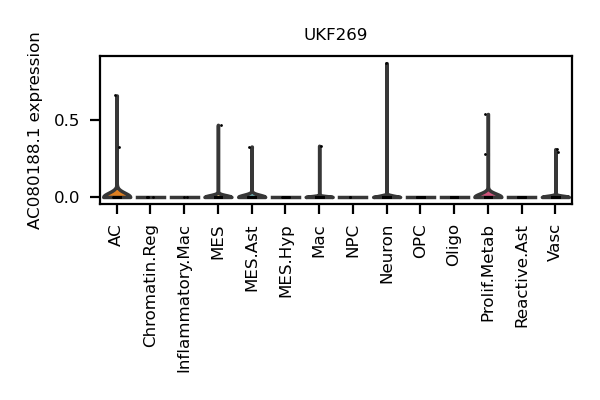 UKF269
AC080188.1 expression
0.5
0.0
AC
Chromatin.Reg
Inflammatory.Mac
MES
MES.Ast
MES.Hyp
Mac
NPC
Neuron
OPC
Oligo
Prolif.Metab
Reactive.Ast
Vasc